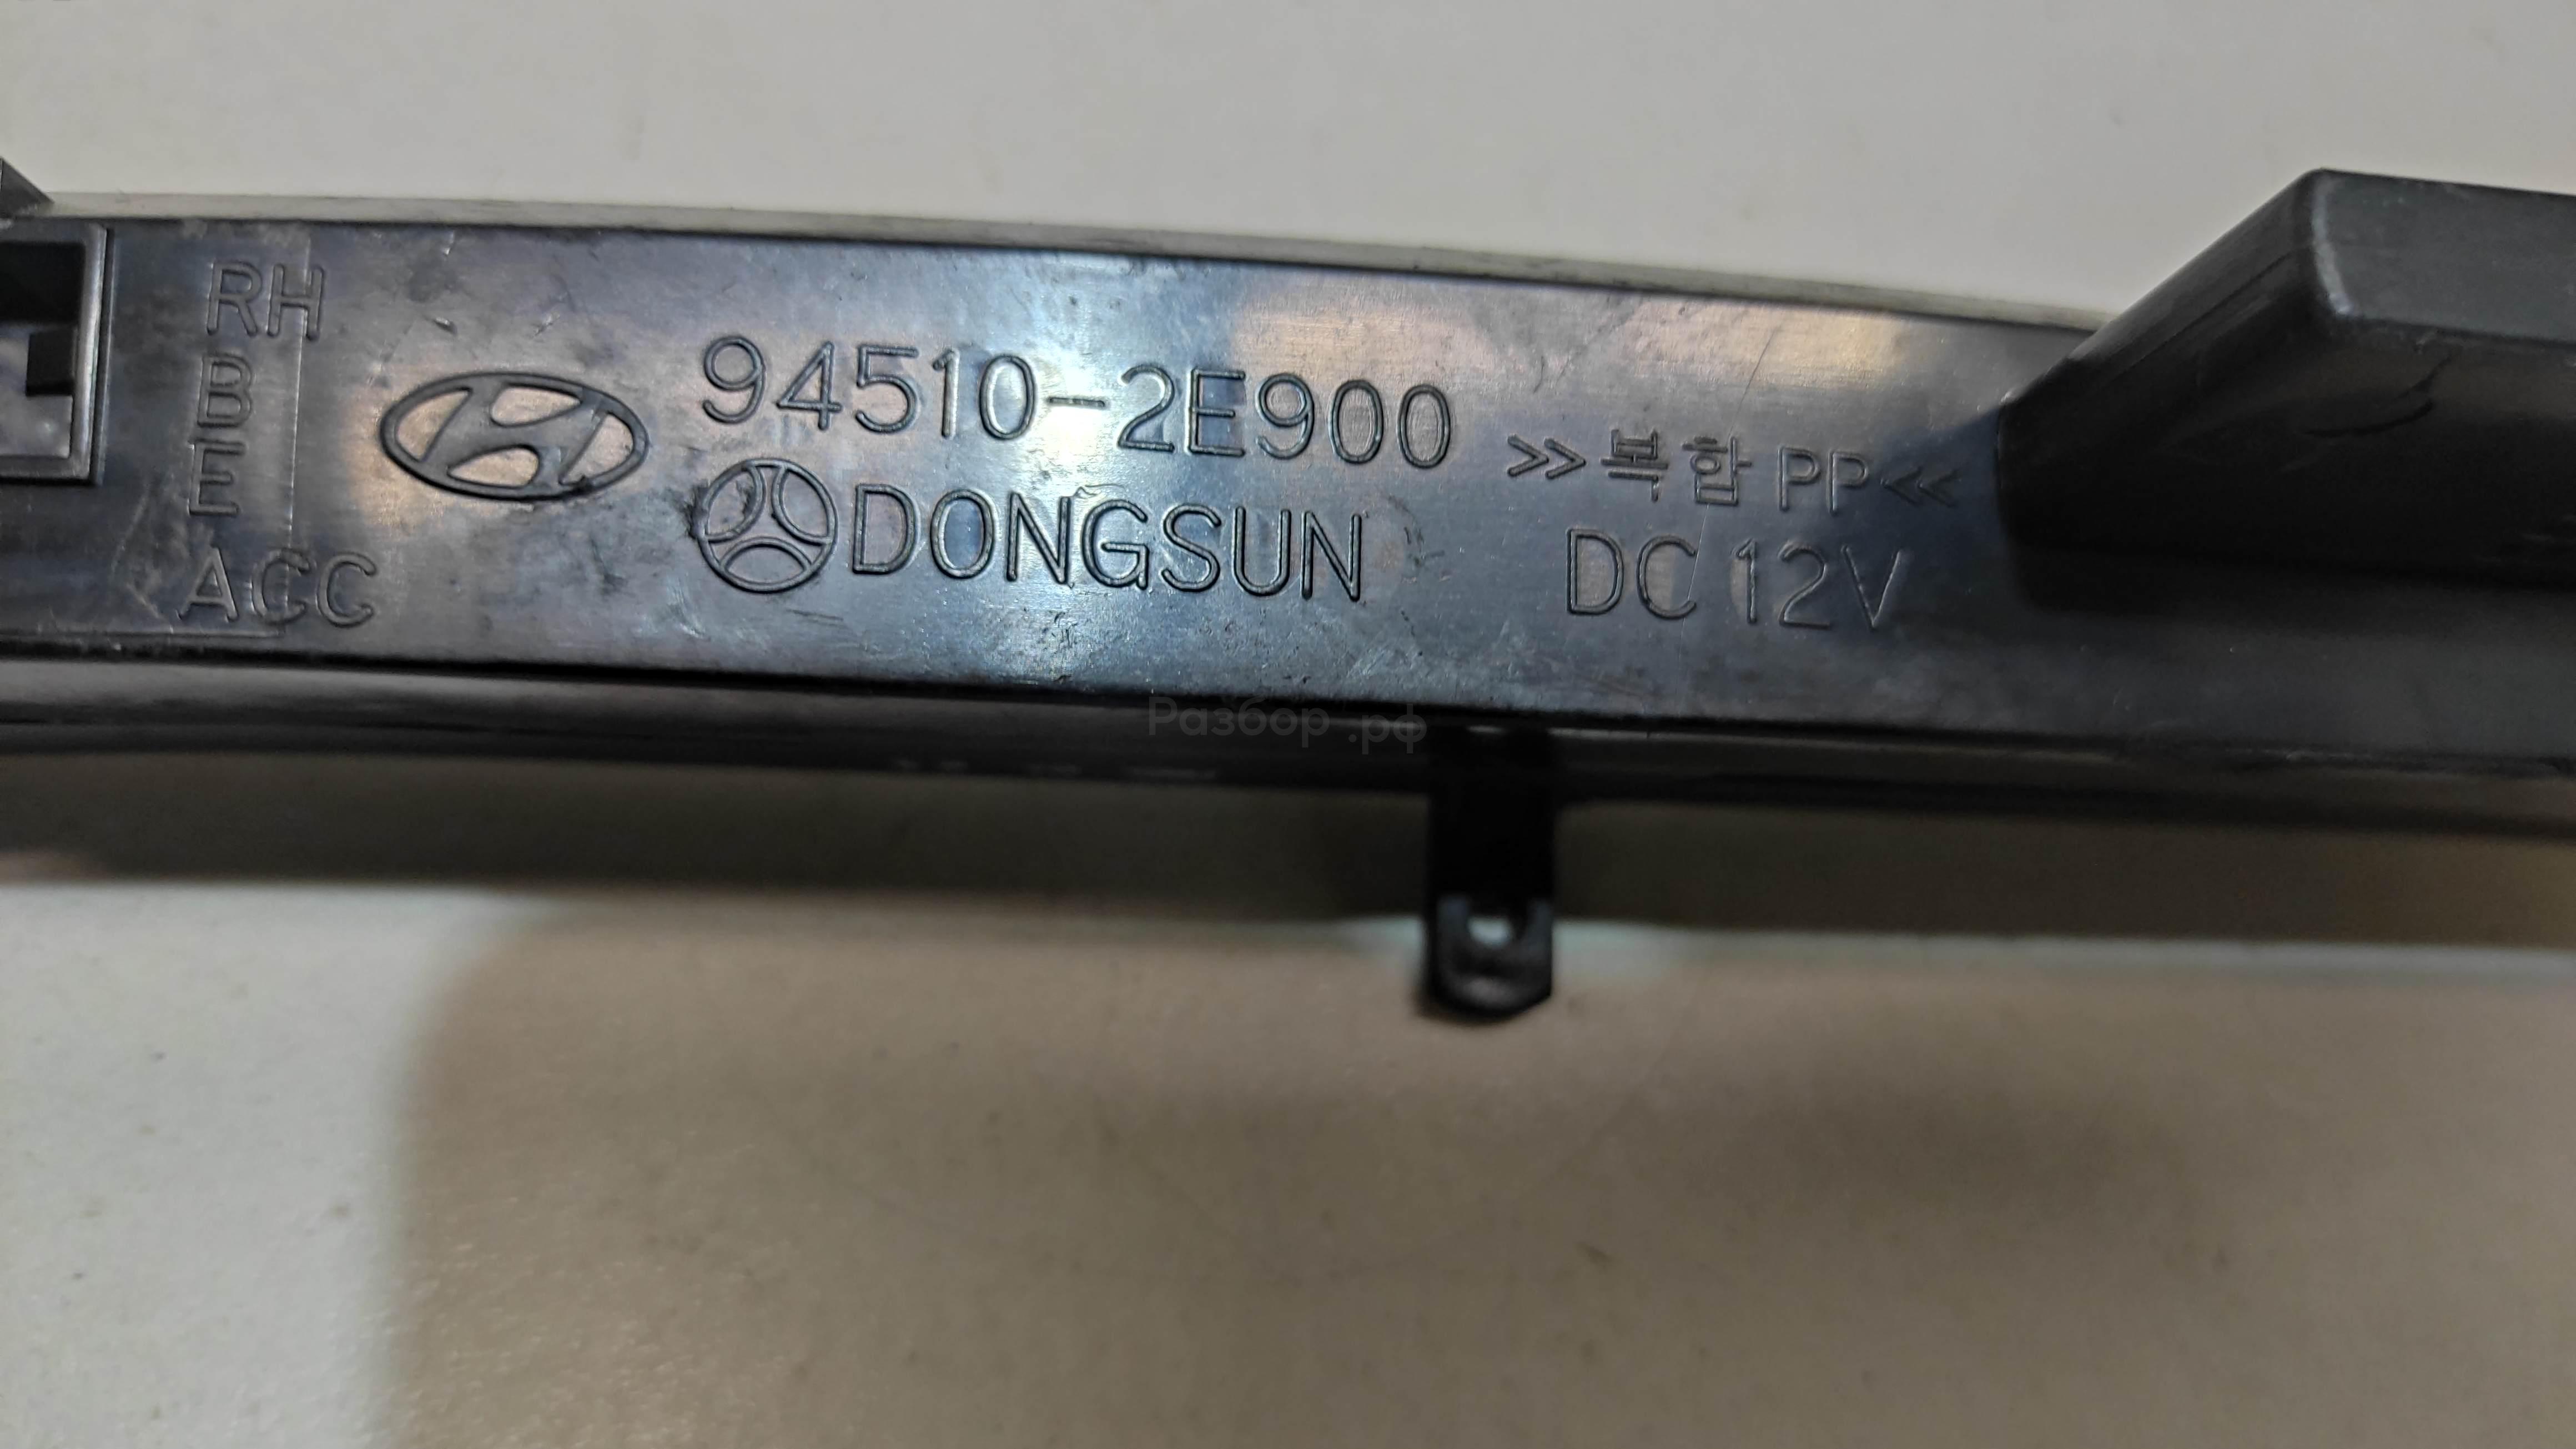 RH
B
E
ACC
94510-2E900
DONGSUN
>>복합 PP<<
DC 12V
Разбор.рф